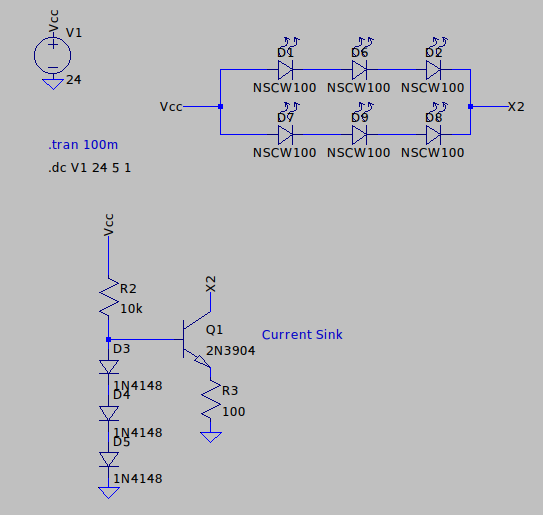 Vcc
V1
24
D1 D6 D2
NSCW100 NSCW100 NSCW100
Vcc
X2
D7 D9 D8
NSCW100 NSCW100 NSCW100
.tran 100m
.dc V1 24 5 1
Vcc
R2
10k
X2
Q1
2N3904
Current Sink
D3
1N4148
D4
1N4148
D5
1N4148
R3
100